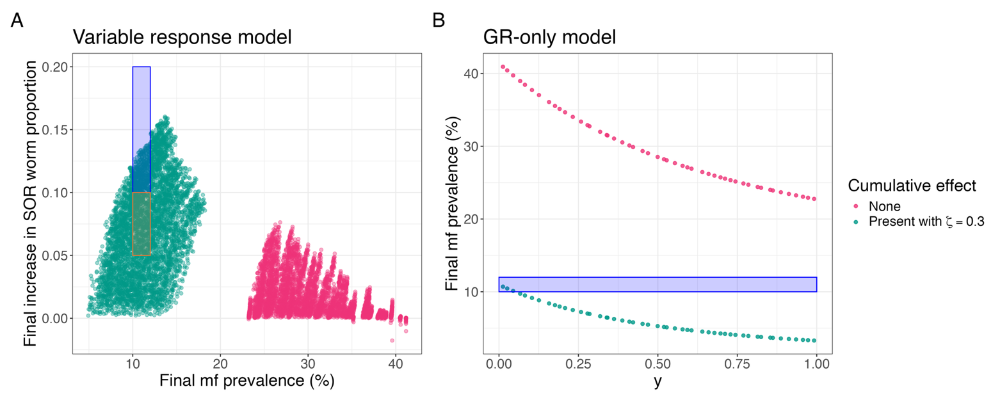 A
Variable response model
Final increase in SOR worm proportion
0.20
0.15
0.10
0.05
0.00
10
20
30
40
Final mf prevalence (%)
B
GR-only model
Final mf prevalence (%)
40
30
20
10
0.00
0.25
0.50
0.75
1.00
y
Cumulative effect
None
Present with ζ = 0.3